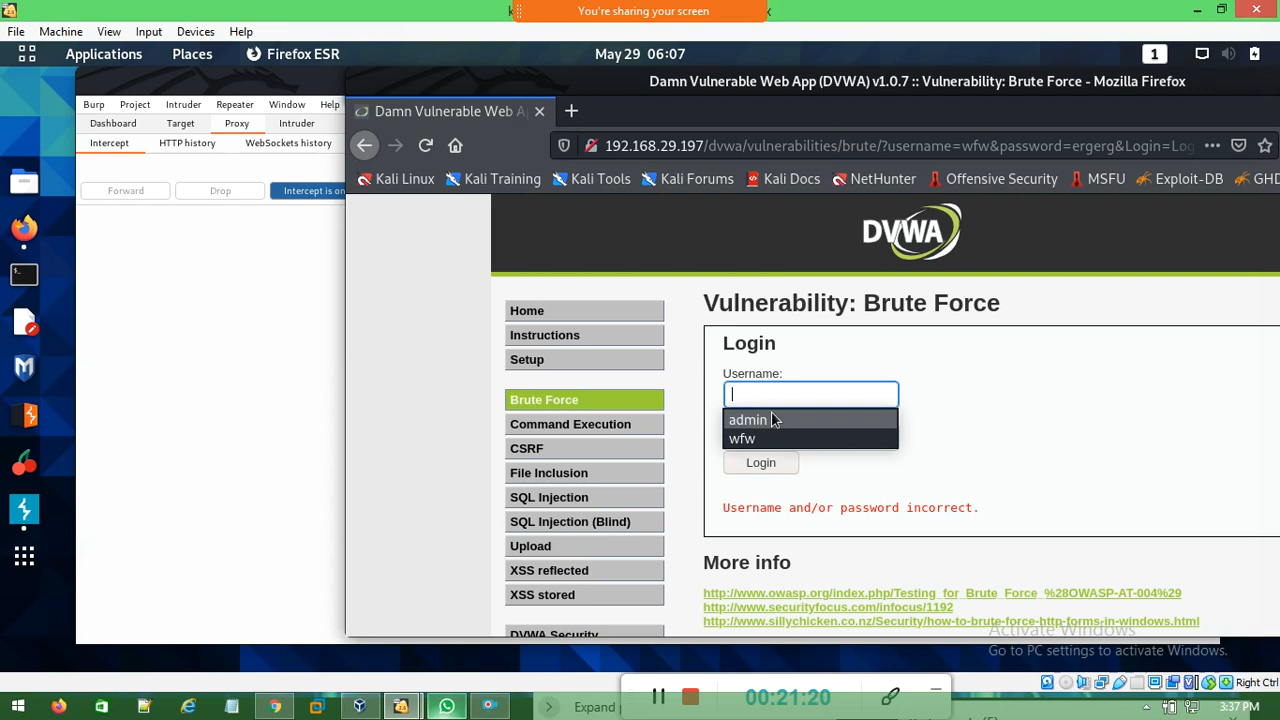 You're sharing your screen
File Machine View Input Devices Help
Applications Places Firefox ESR May 29 06:07 1
Damn Vulnerable Web App (DVWA) v1.0.7 :: Vulnerability: Brute Force - Mozilla Firefox
Burp Project Intruder Repeater Window Help
Damn Vulnerable Web A
Dashboard Target Proxy Intruder
Intercept HTTP history WebSockets history
192.168.29.197/dvwa/vulnerabilities/brute/?username=wfw&password=ergerg&Login=Log
Kali Linux Kali Training Kali Tools Kali Forums Kali Docs NetHunter Offensive Security MSFU Exploit-DB GHD
Forward Drop Intercept is on
DVWA
Vulnerability: Brute Force
Home
Instructions
Setup
Brute Force
Command Execution
CSRF
File Inclusion
SQL Injection
SQL Injection (Blind)
Upload
XSS reflected
XSS stored
DVWA Security
Login
Username:
admin
wfw
Login
Username and/or password incorrect.
More info
http://www.owasp.org/index.php/Testing_for_Brute_Force_%28OWASP-AT-004%29
http://www.securityfocus.com/infocus/1192
http://www.sillychicken.co.nz/Security/how-to-brute-force-http-forms-in-windows.html
Activate Windows
Go to PC settings to activate Windows.
Right Ctrl
00:21:20
Expand
3:37 PM